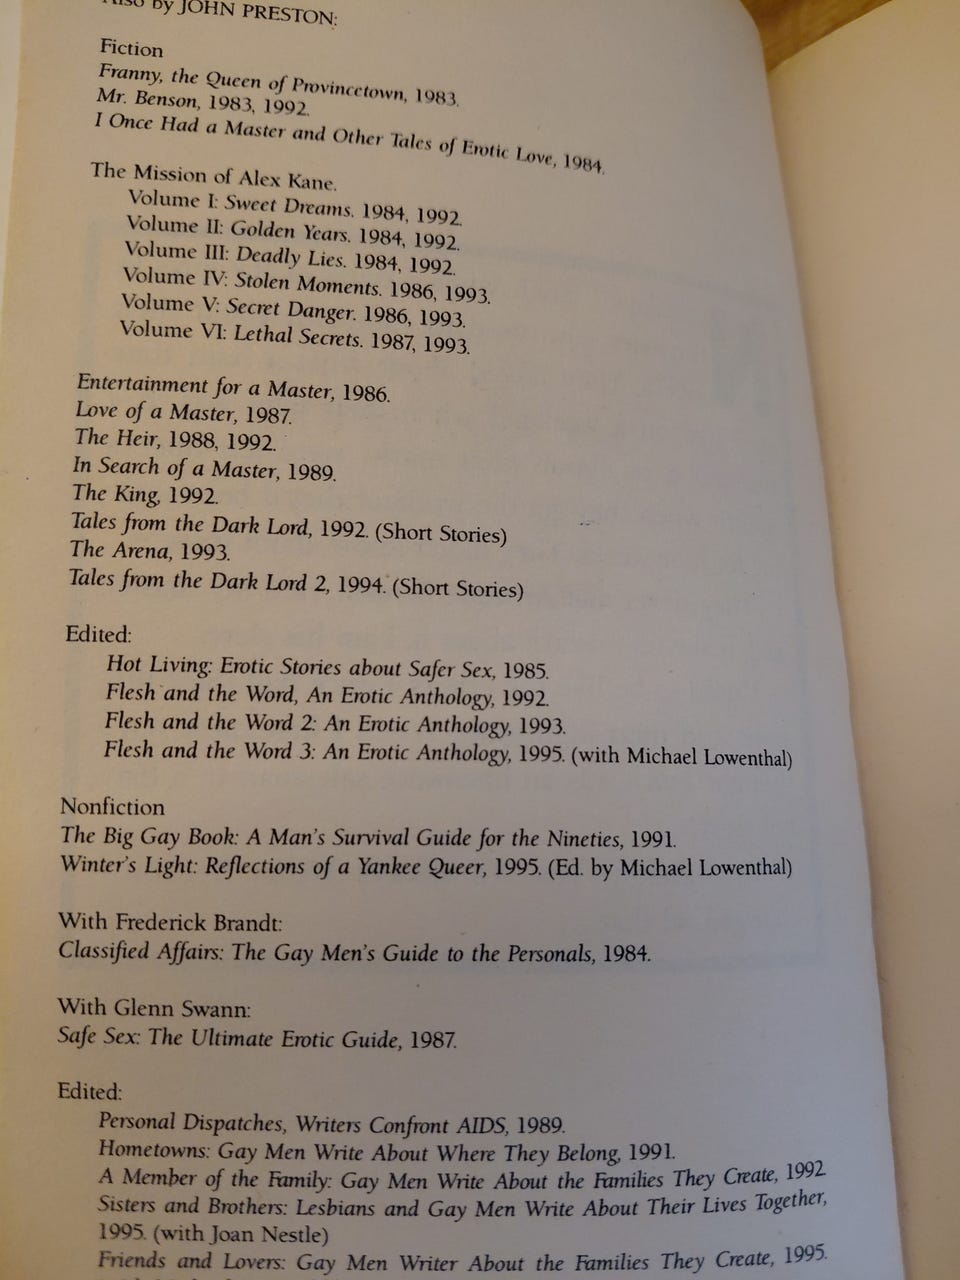 Also by JOHN PRESTON:
Fiction
Franny, the Queen of Provincetown, 1983.
Mr. Benson, 1983, 1992.
I Once Had a Master and Other Tales of Erotic Love, 1984.
The Mission of Alex Kane.
Volume I: Sweet Dreams. 1984, 1992.
Volume II: Golden Years. 1984, 1992.
Volume III: Deadly Lies. 1984, 1992.
Volume IV: Stolen Moments. 1986, 1993.
Volume V: Secret Danger. 1986, 1993.
Volume VI: Lethal Secrets. 1987, 1993.
Entertainment for a Master, 1986.
Love of a Master, 1987.
The Heir, 1988, 1992.
In Search of a Master, 1989.
The King, 1992.
Tales from the Dark Lord, 1992. (Short Stories)
The Arena, 1993.
Tales from the Dark Lord 2, 1994. (Short Stories)
Edited:
Hot Living: Erotic Stories about Safer Sex, 1985.
Flesh and the Word, An Erotic Anthology, 1992.
Flesh and the Word 2: An Erotic Anthology, 1993.
Flesh and the Word 3: An Erotic Anthology, 1995. (with Michael Lowenthal)
Nonfiction
The Big Gay Book: A Man's Survival Guide for the Nineties, 1991.
Winter's Light: Reflections of a Yankee Queer, 1995. (Ed. by Michael Lowenthal)
With Frederick Brandt:
Classified Affairs: The Gay Men's Guide to the Personals, 1984.
With Glenn Swann:
Safe Sex: The Ultimate Erotic Guide, 1987.
Edited:
Personal Dispatches, Writers Confront AIDS, 1989.
Hometowns: Gay Men Write About Where They Belong, 1991.
A Member of the Family: Gay Men Write About the Families They Create, 1992
Sisters and Brothers: Lesbians and Gay Men Write About Their Lives Together,
1995. (with Joan Nestle)
Friends and Lovers: Gay Men Writer About the Families They Create, 1995.